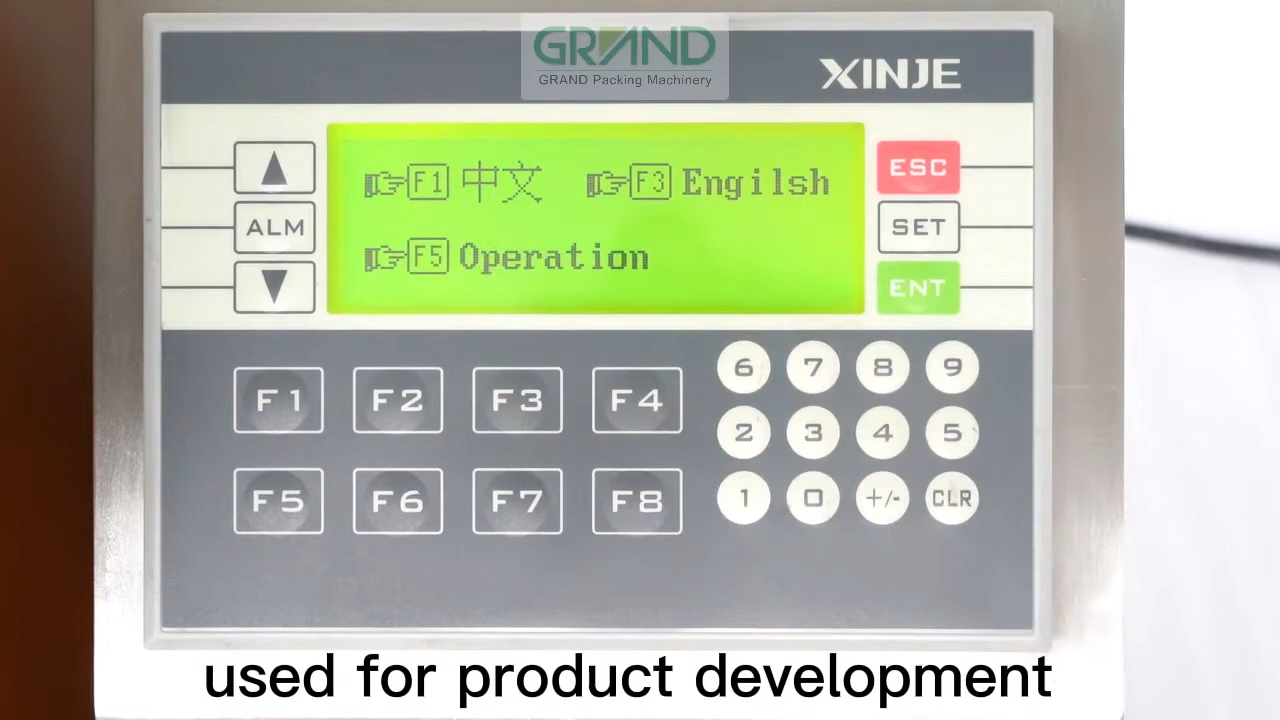 GRAND
GRAND Packing Machinery
XINJE
F1 中文 F3 Engilsh
F5 Operation
ALM
ESC
SET
ENT
F1 F2 F3 F4
F5 F6 F7 F8
6 7 8 9
2 3 4 5
1 0 +/- CLR
used for product development